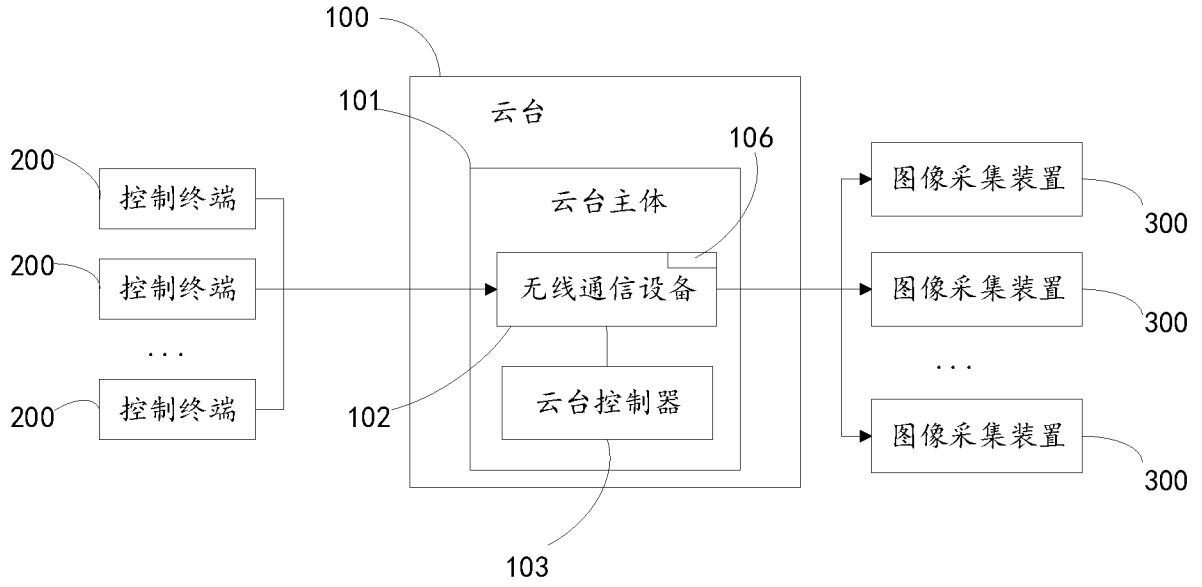 100
云台
101
106
云台主体
200
控制终端
图像采集装置
300
200
控制终端
无线通信设备
图像采集装置
300
...
...
200
控制终端
102
云台控制器
图像采集装置
300
103